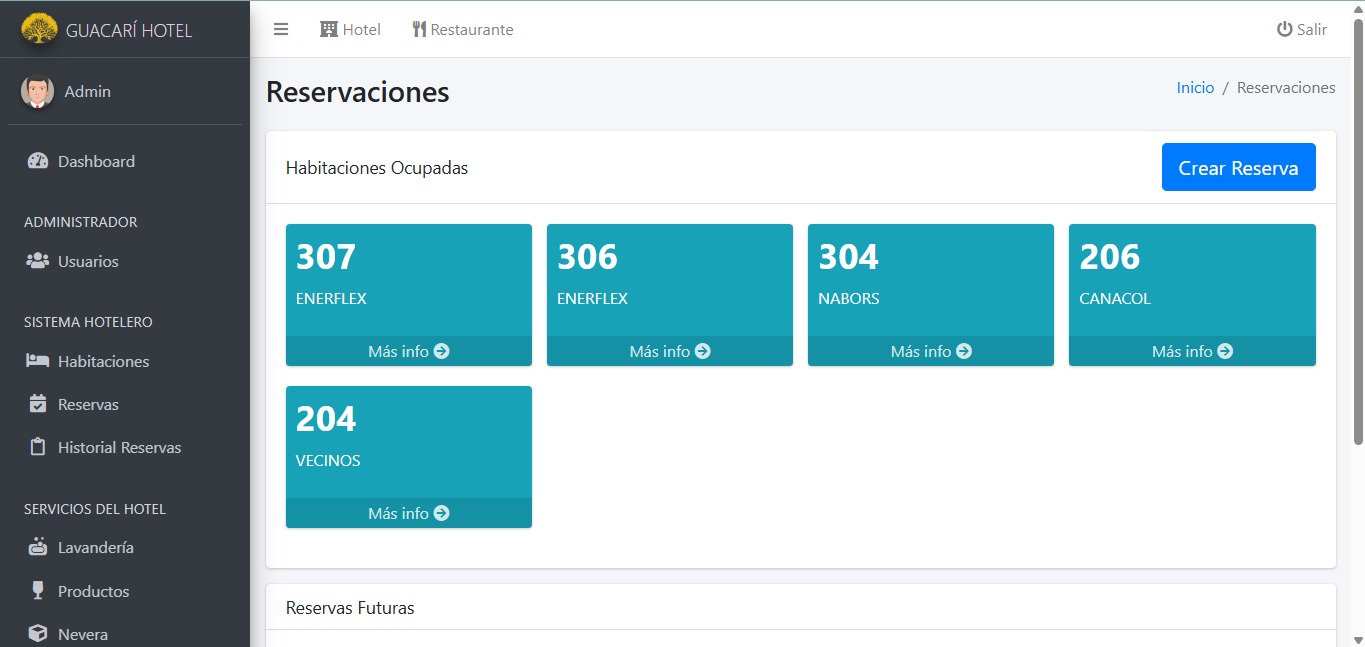 GUACARÍ HOTEL
Hotel
Restaurante
Salir
Admin
Dashboard
ADMINISTRADOR
Usuarios
SISTEMA HOTELERO
Habitaciones
Reservas
Historial Reservas
SERVICIOS DEL HOTEL
Lavandería
Productos
Nevera
Reservaciones
Inicio / Reservaciones
Habitaciones Ocupadas
Crear Reserva
307
ENERFLEX
Más info
306
ENERFLEX
Más info
304
NABORS
Más info
206
CANACOL
Más info
204
VECINOS
Más info
Reservas Futuras